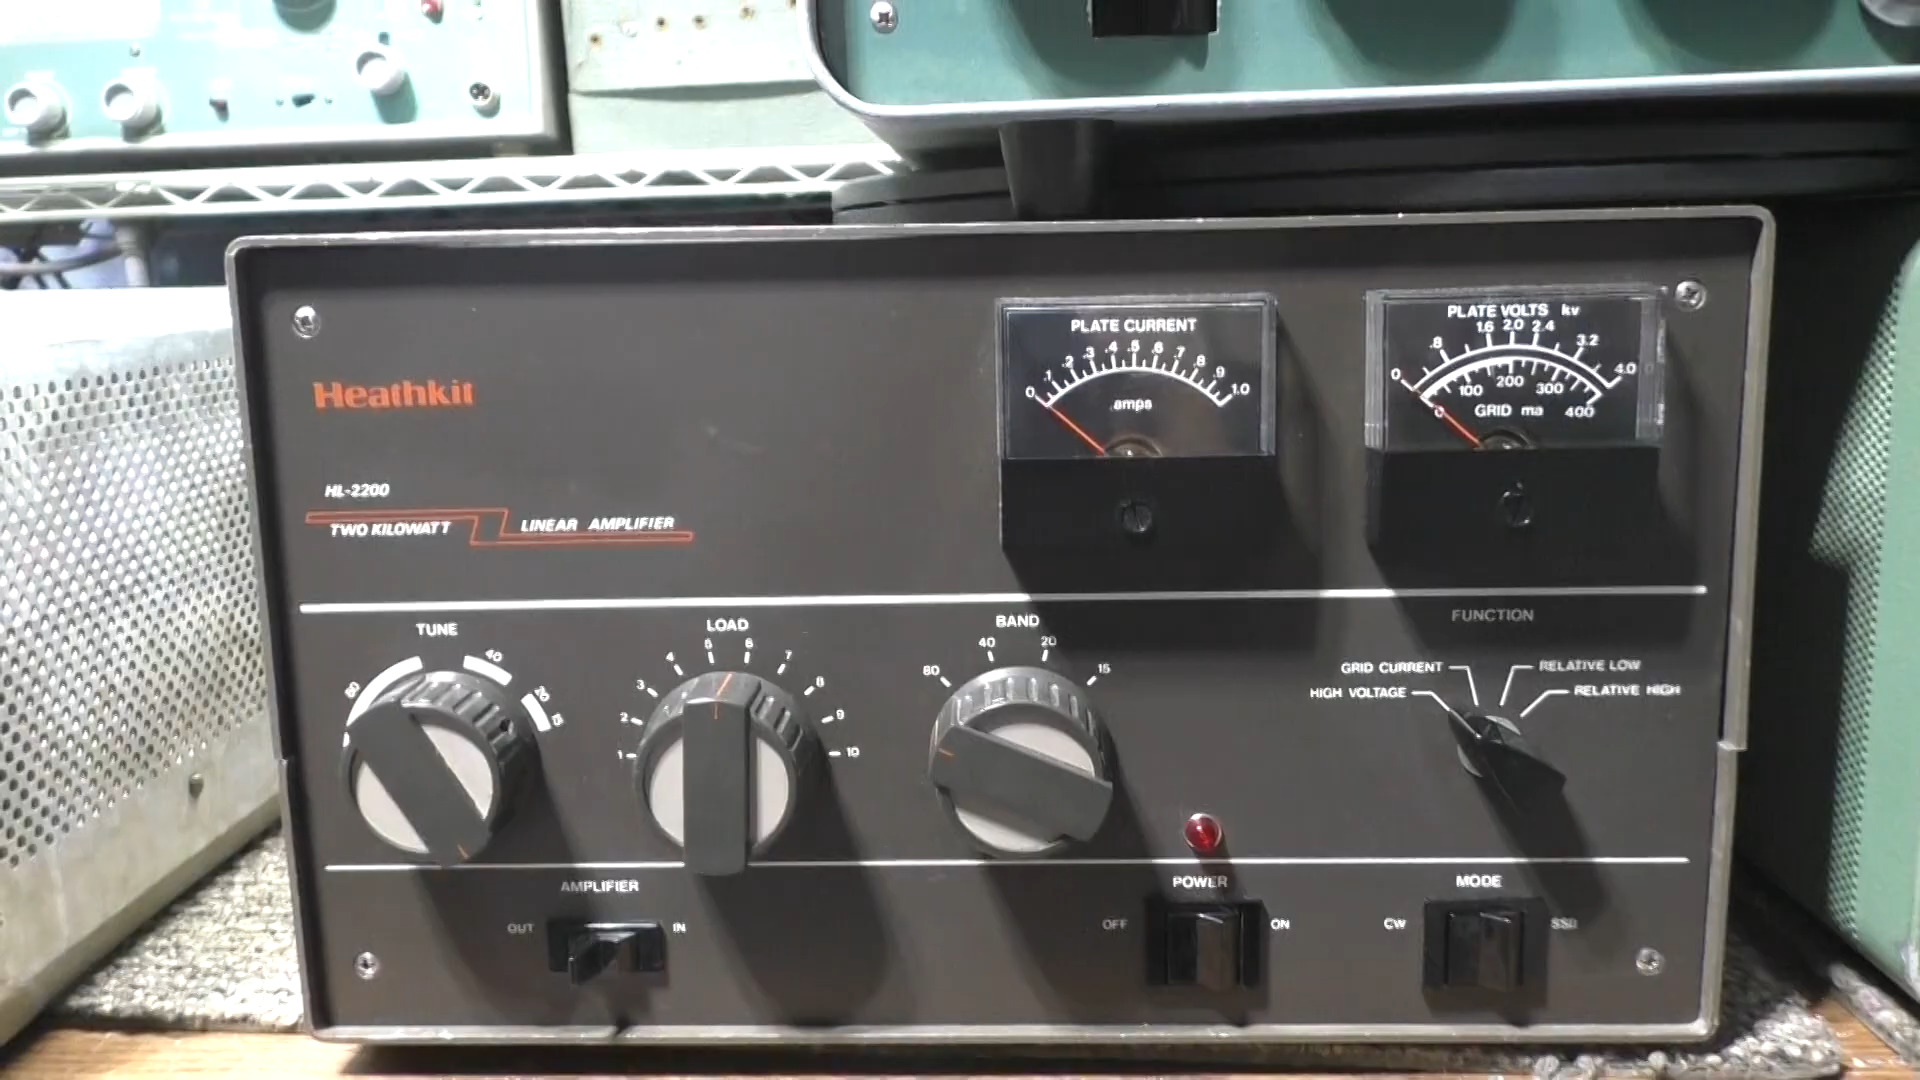 Heathkit
HL-2200
TWO KILOWATT LINEAR AMPLIFIER
PLATE CURRENT
0 .1 .2 .3 .4 .5 .6 .7 .8 .9 1.0
amps
PLATE VOLTS kv
0 .8 1.6 2.0 2.4 3.2 4.0
0 100 200 300 400
GRID ma
TUNE
80 40 20 15
LOAD
1 2 3 4 5 6 7 8 9 10
BAND
80 40 20 15
FUNCTION
GRID CURRENT
RELATIVE LOW
HIGH VOLTAGE
RELATIVE HIGH
AMPLIFIER
OUT IN
POWER
OFF ON
MODE
CW SSB